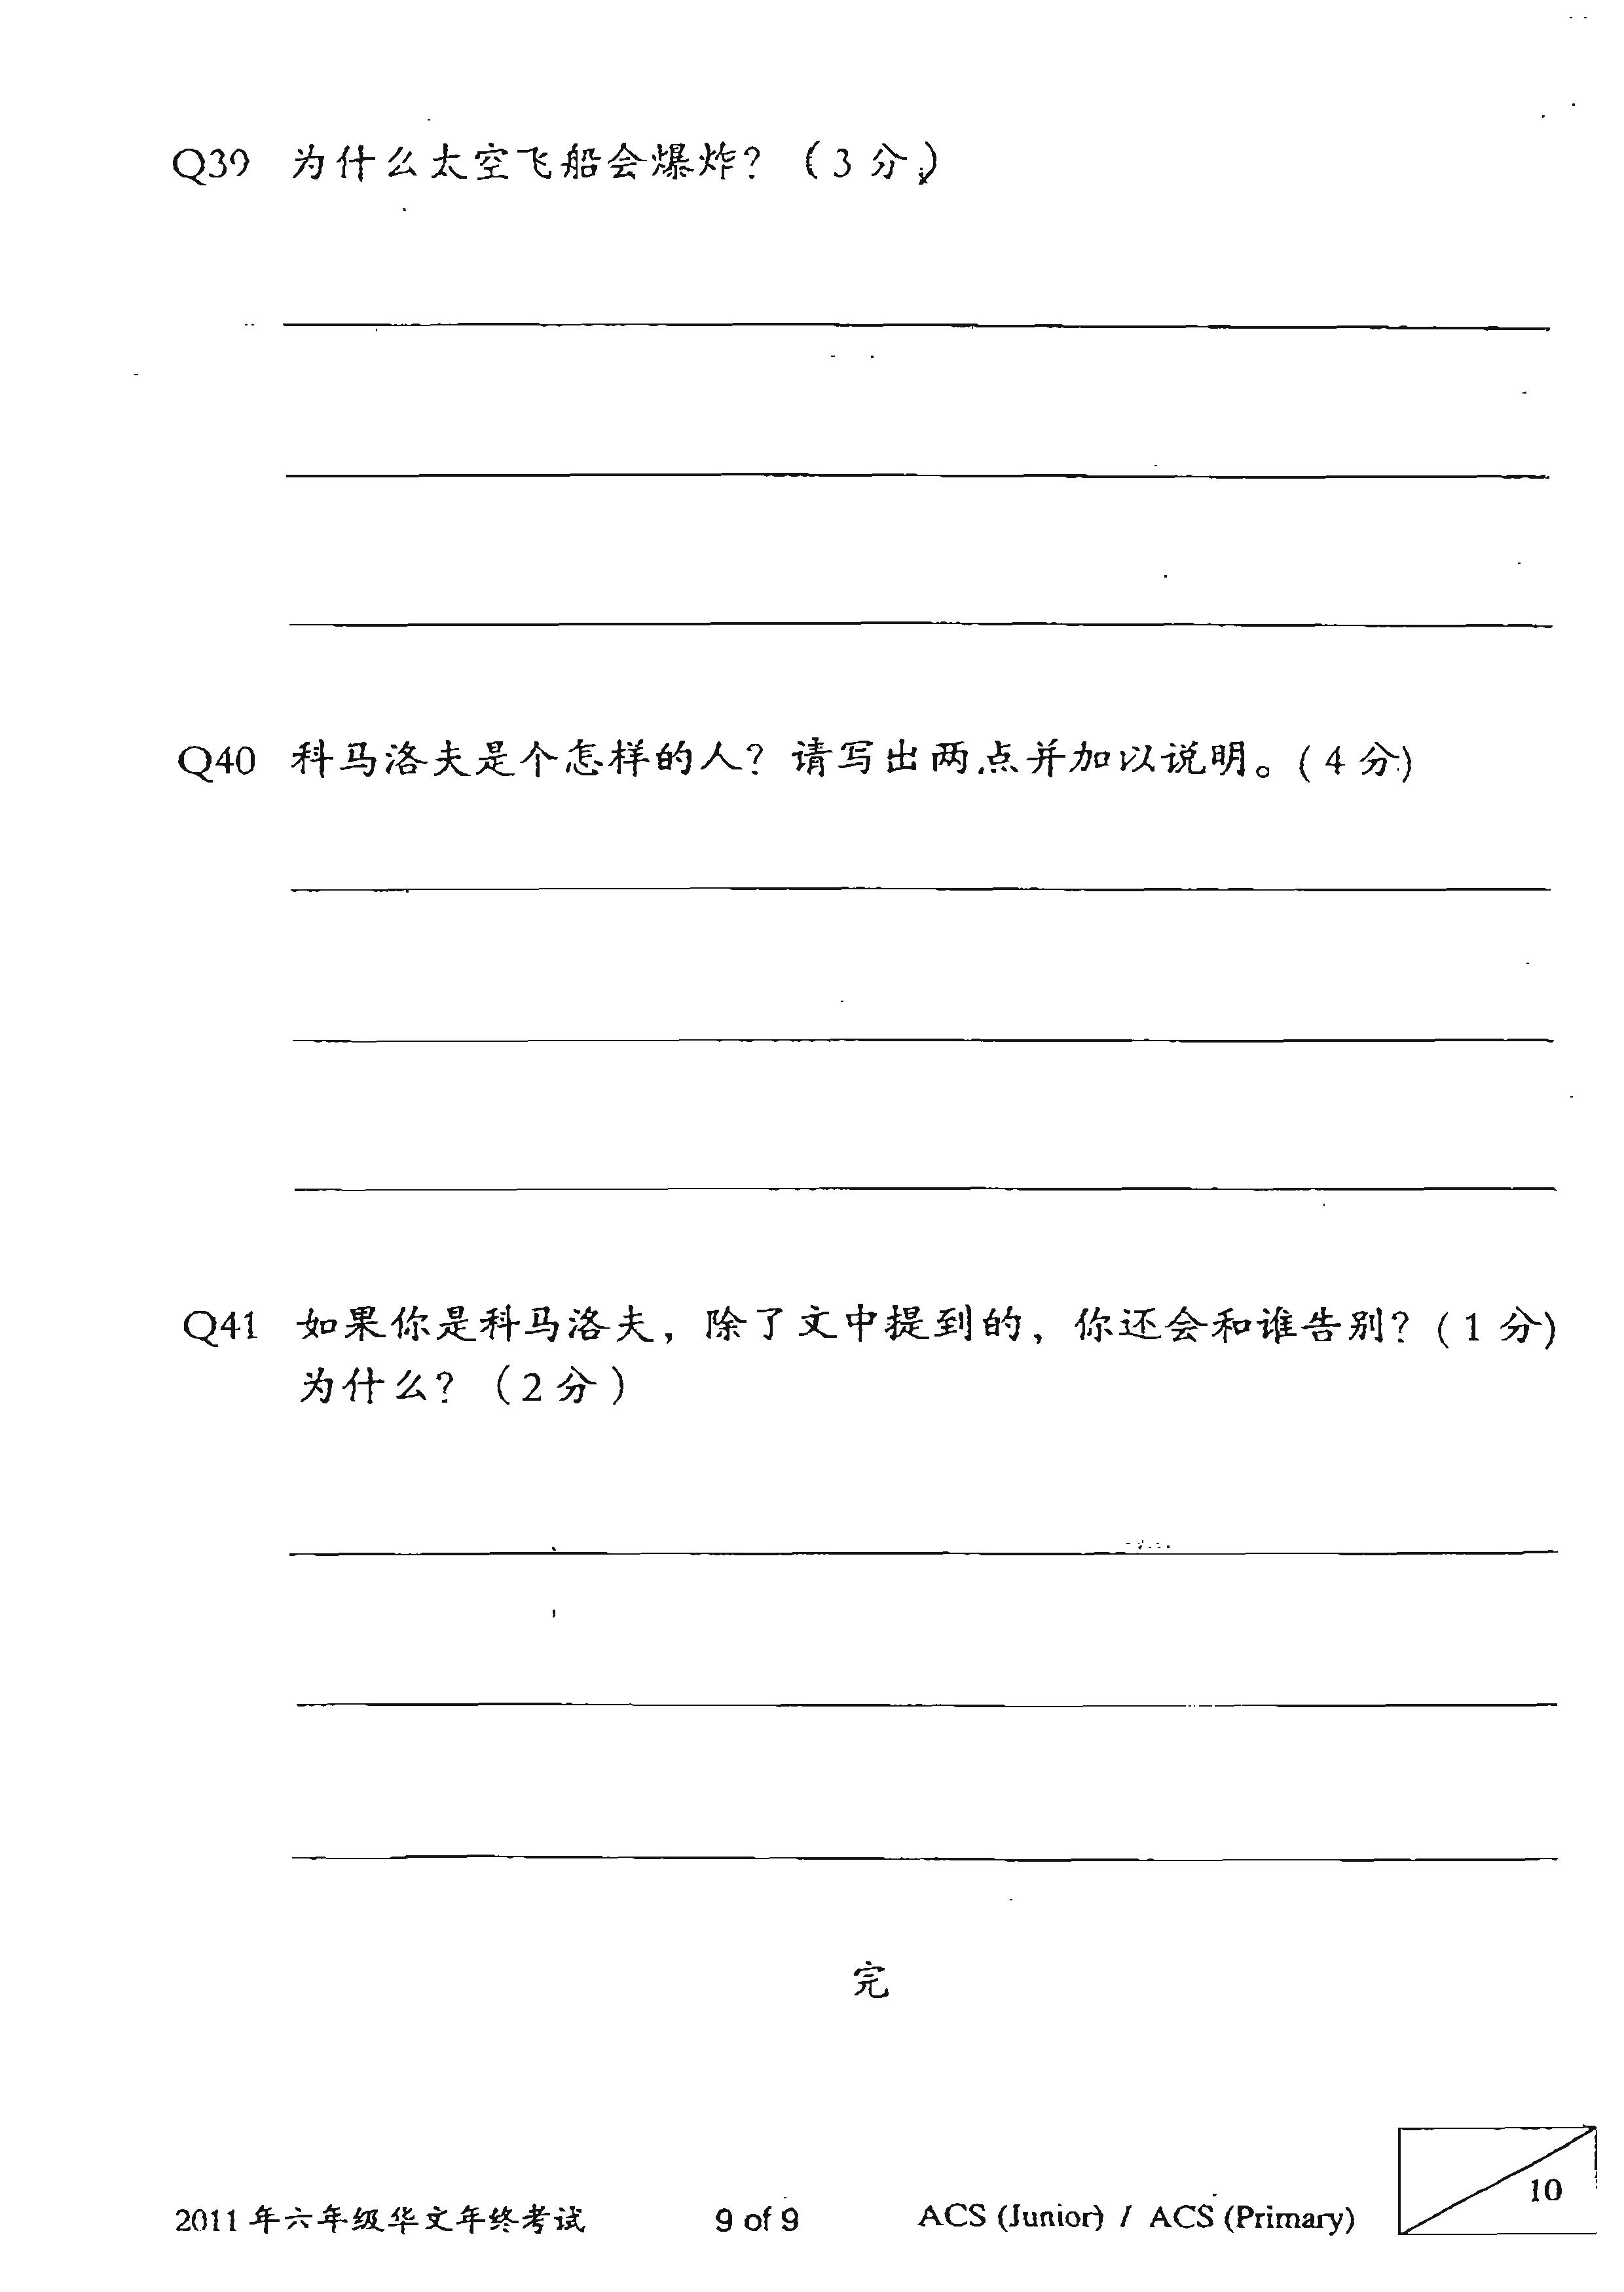 Q39 为什么太空飞船会爆炸？（3 分）
Q40 科马洛夫是个怎样的人？请写出两点并加以说明。(4 分)
Q41 如果你是科马洛夫，除了文中提到的，你还会和谁告别？(1 分)
为什么？（2 分）
完
10
2011 年六年级华文年终考试 9 of 9 ACS (Junior) / ACS (Primary)